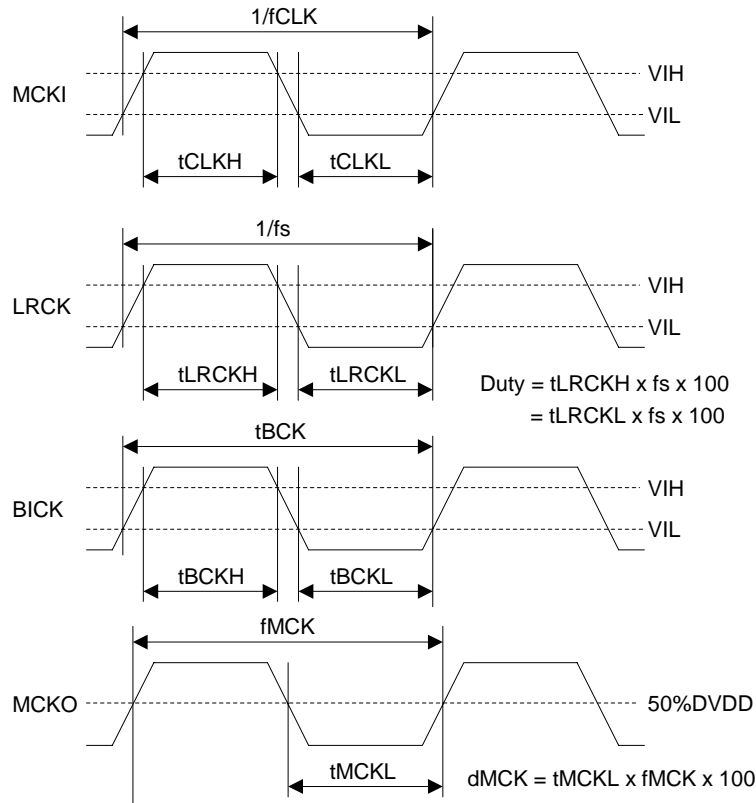 1/fCLK
VIH
MCKI
VIL
tCLKH
tCLKL
1/fs
VIH
LRCK
VIL
tLRCKH
tLRCKL
Duty = tLRCKH x fs x 100
= tLRCKL x fs x 100
tBCK
VIH
BICK
VIL
tBCKH
tBCKL
fMCK
MCKO
50%DVDD
tMCKL
dMCK = tMCKL x fMCK x 100